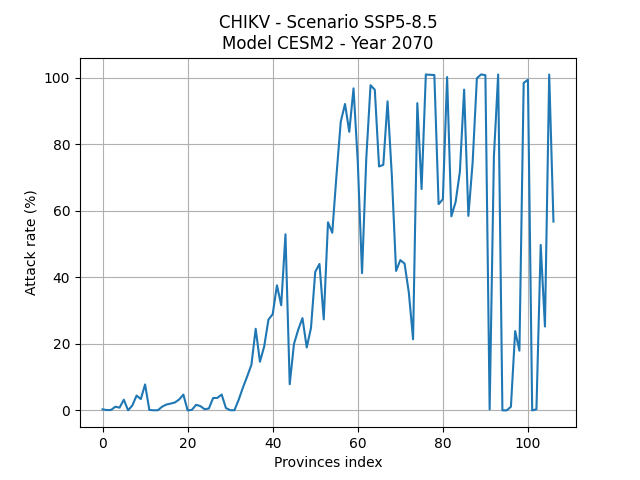 CHIKV - Scenario SSP5-8.5
Model CESM2 - Year 2070
Attack rate (%)
100
80
60
40
20
0
0 20 40 60 80 100
Provinces index